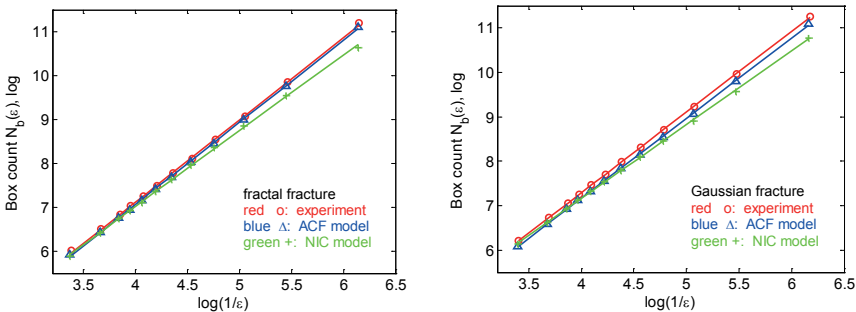 Box count N_b(ε), log
11
10
9
8
7
6
fractal fracture
red o: experiment
blue Δ: ACF model
green +: NIC model
3.5 4 4.5 5 5.5 6 6.5
log(1/ε)
Box count N_b(ε), log
11
10
9
8
7
6
Gaussian fracture
red o: experiment
blue Δ: ACF model
green +: NIC model
3.5 4 4.5 5 5.5 6 6.5
log(1/ε)